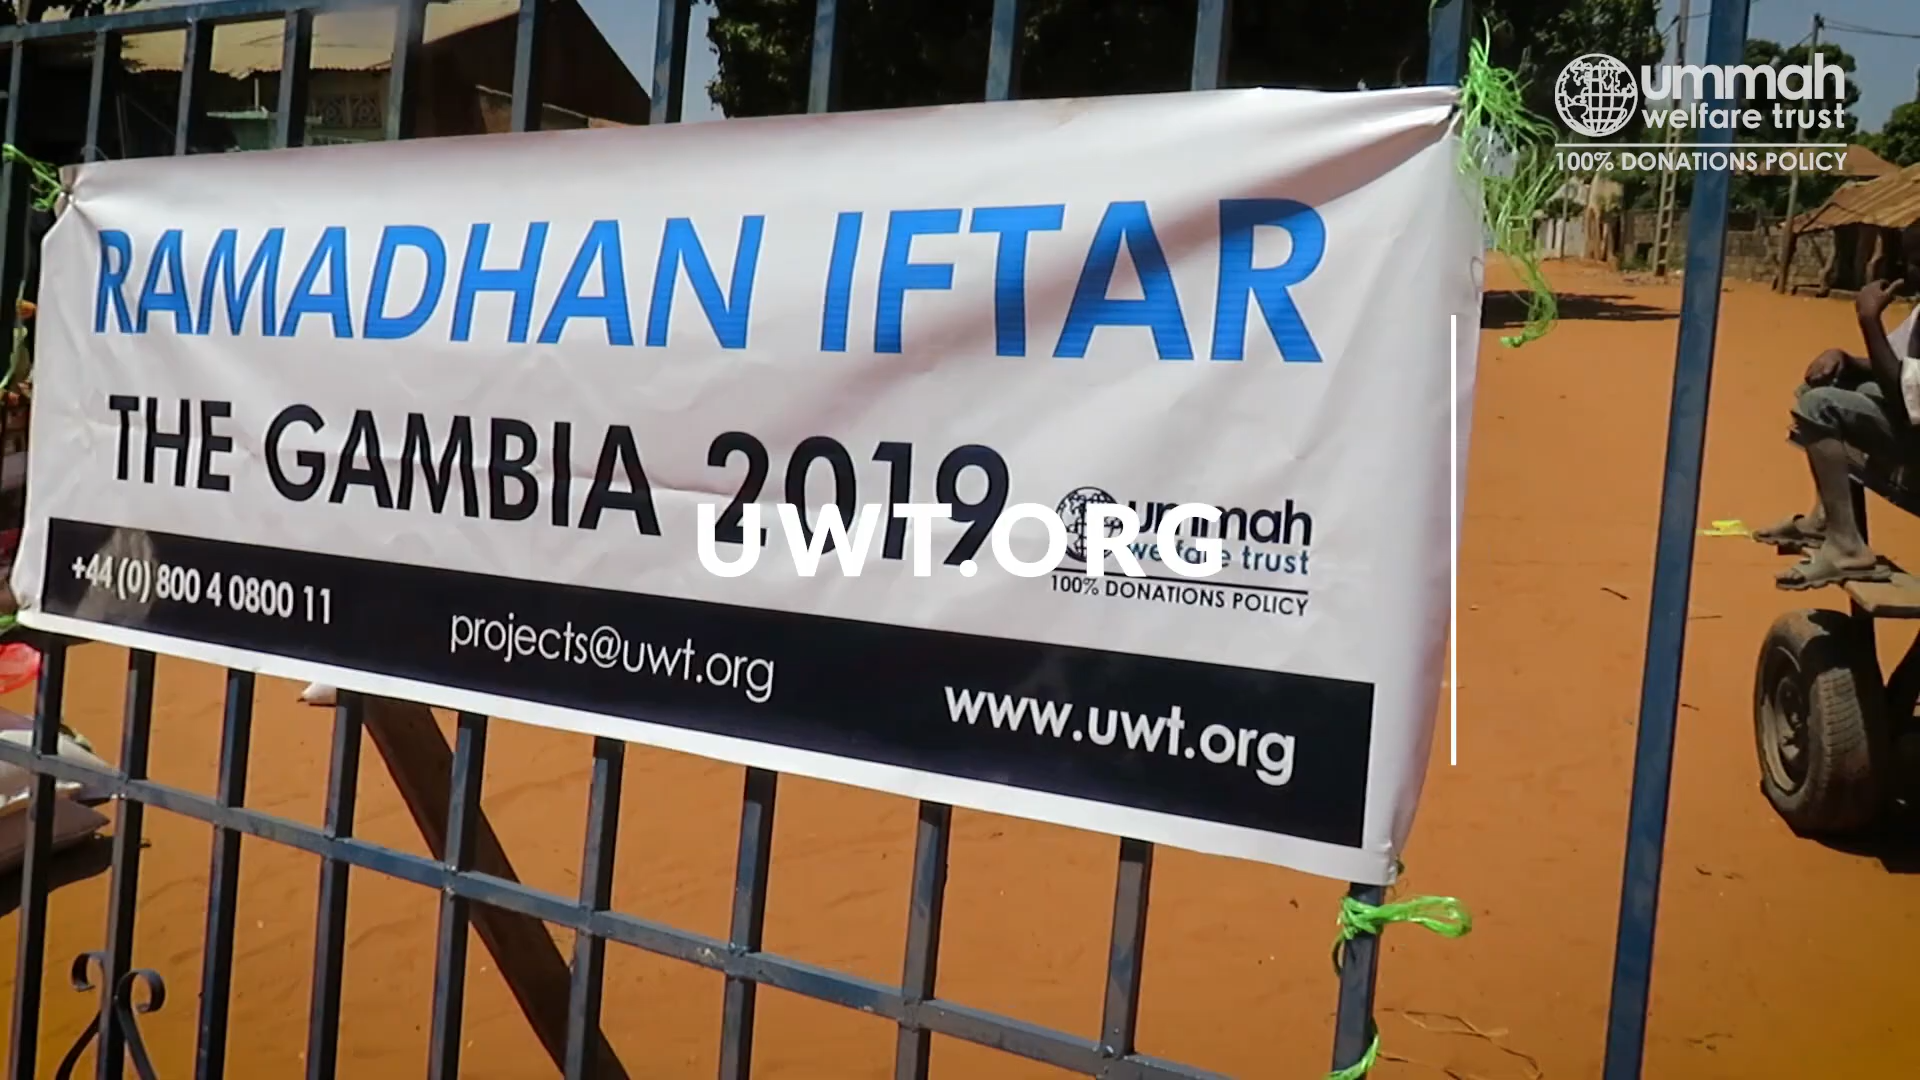 ummah
welfare trust
100% DONATIONS POLICY
RAMADHAN IFTAR
THE GAMBIA 2019
UWT.ORG
ummah
welfare trust
100% DONATIONS POLICY
+44 (0) 800 4 0800 11
projects@uwt.org
www.uwt.org